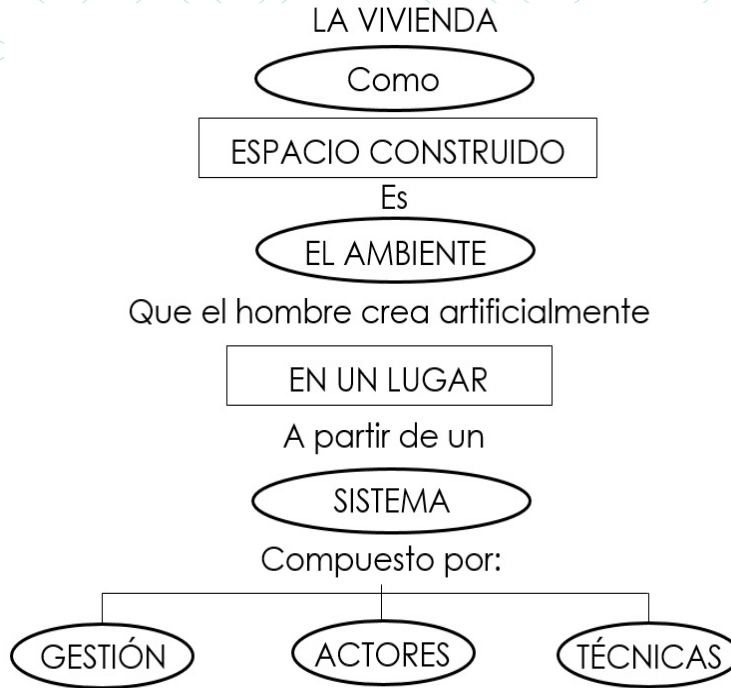 LA VIVIENDA
Como
ESPACIO CONSTRUIDO
Es
EL AMBIENTE
Que el hombre crea artificialmente
EN UN LUGAR
A partir de un
SISTEMA
Compuesto por:
GESTIÓN
ACTORES
TÉCNICAS